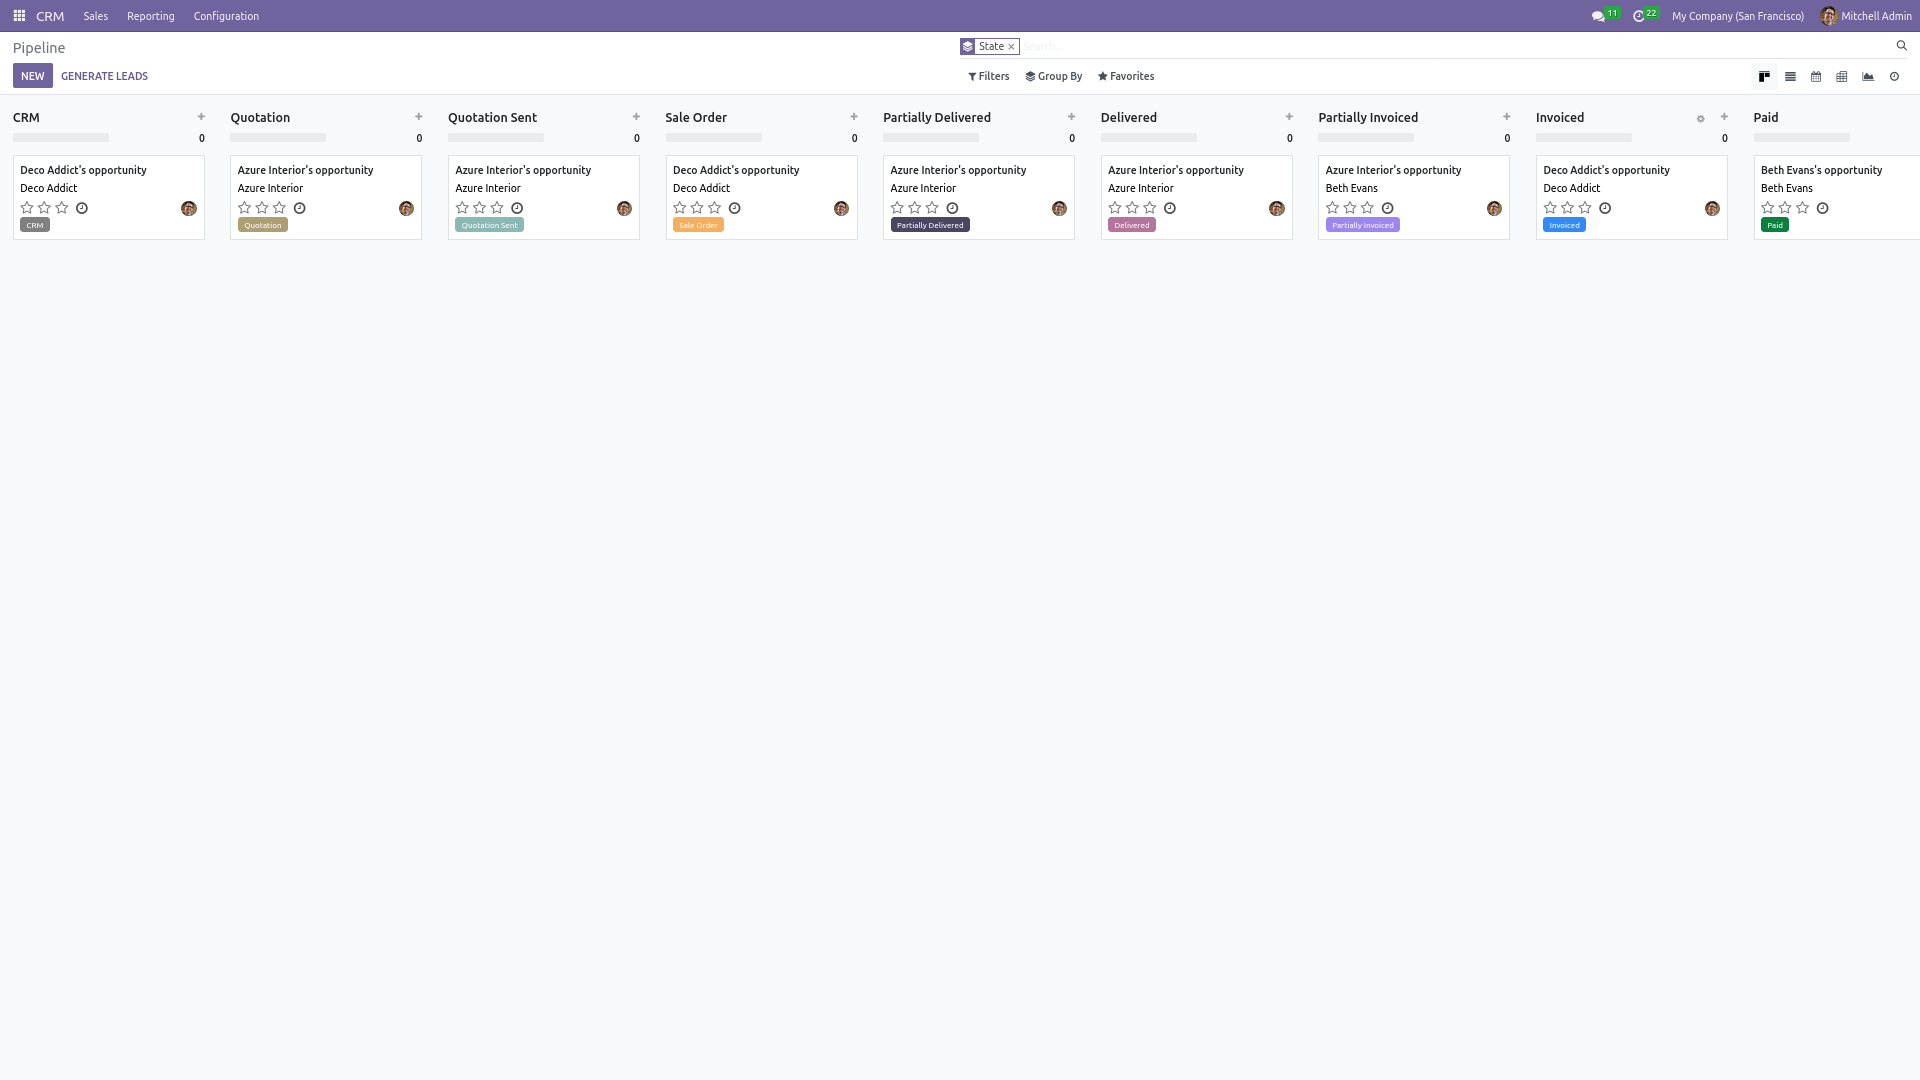 CRM Sales Reporting Configuration 11 22 My Company (San Francisco) Mitchell Admin
Pipeline
State × Search...
NEW GENERATE LEADS
Filters Group By Favorites
CRM + Quotation + Quotation Sent + Sale Order + Partially Delivered + Delivered + Partially Invoiced + Invoiced + Paid
0 0 0 0 0 0 0 0
Deco Addict's opportunity
Deco Addict
CRM
Azure Interior's opportunity
Azure Interior
Quotation
Azure Interior's opportunity
Azure Interior
Quotation Sent
Deco Addict's opportunity
Deco Addict
Sale Order
Azure Interior's opportunity
Azure Interior
Partially Delivered
Azure Interior's opportunity
Azure Interior
Delivered
Azure Interior's opportunity
Beth Evans
Partially Invoiced
Deco Addict's opportunity
Deco Addict
Invoiced
Beth Evans's opportunity
Beth Evans
Paid